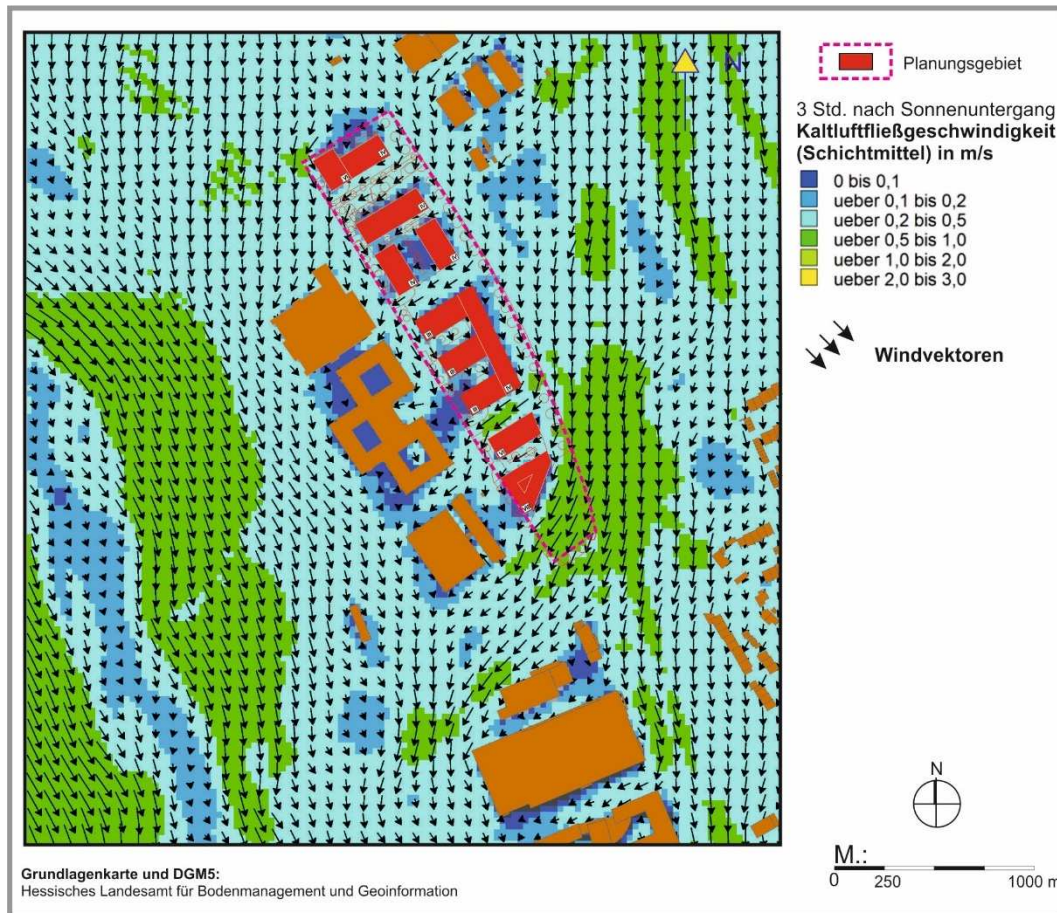 N
Planungsgebiet
3 Std. nach Sonnenuntergang
Kaltluftfließgeschwindigkeit
(Schichtmittel) in m/s
0 bis 0,1
ueber 0,1 bis 0,2
ueber 0,2 bis 0,5
ueber 0,5 bis 1,0
ueber 1,0 bis 2,0
ueber 2,0 bis 3,0
Windvektoren
N
M.:
0 250 1000 m
Grundlagenkarte und DGM5:
Hessisches Landesamt für Bodenmanagement und Geoinformation